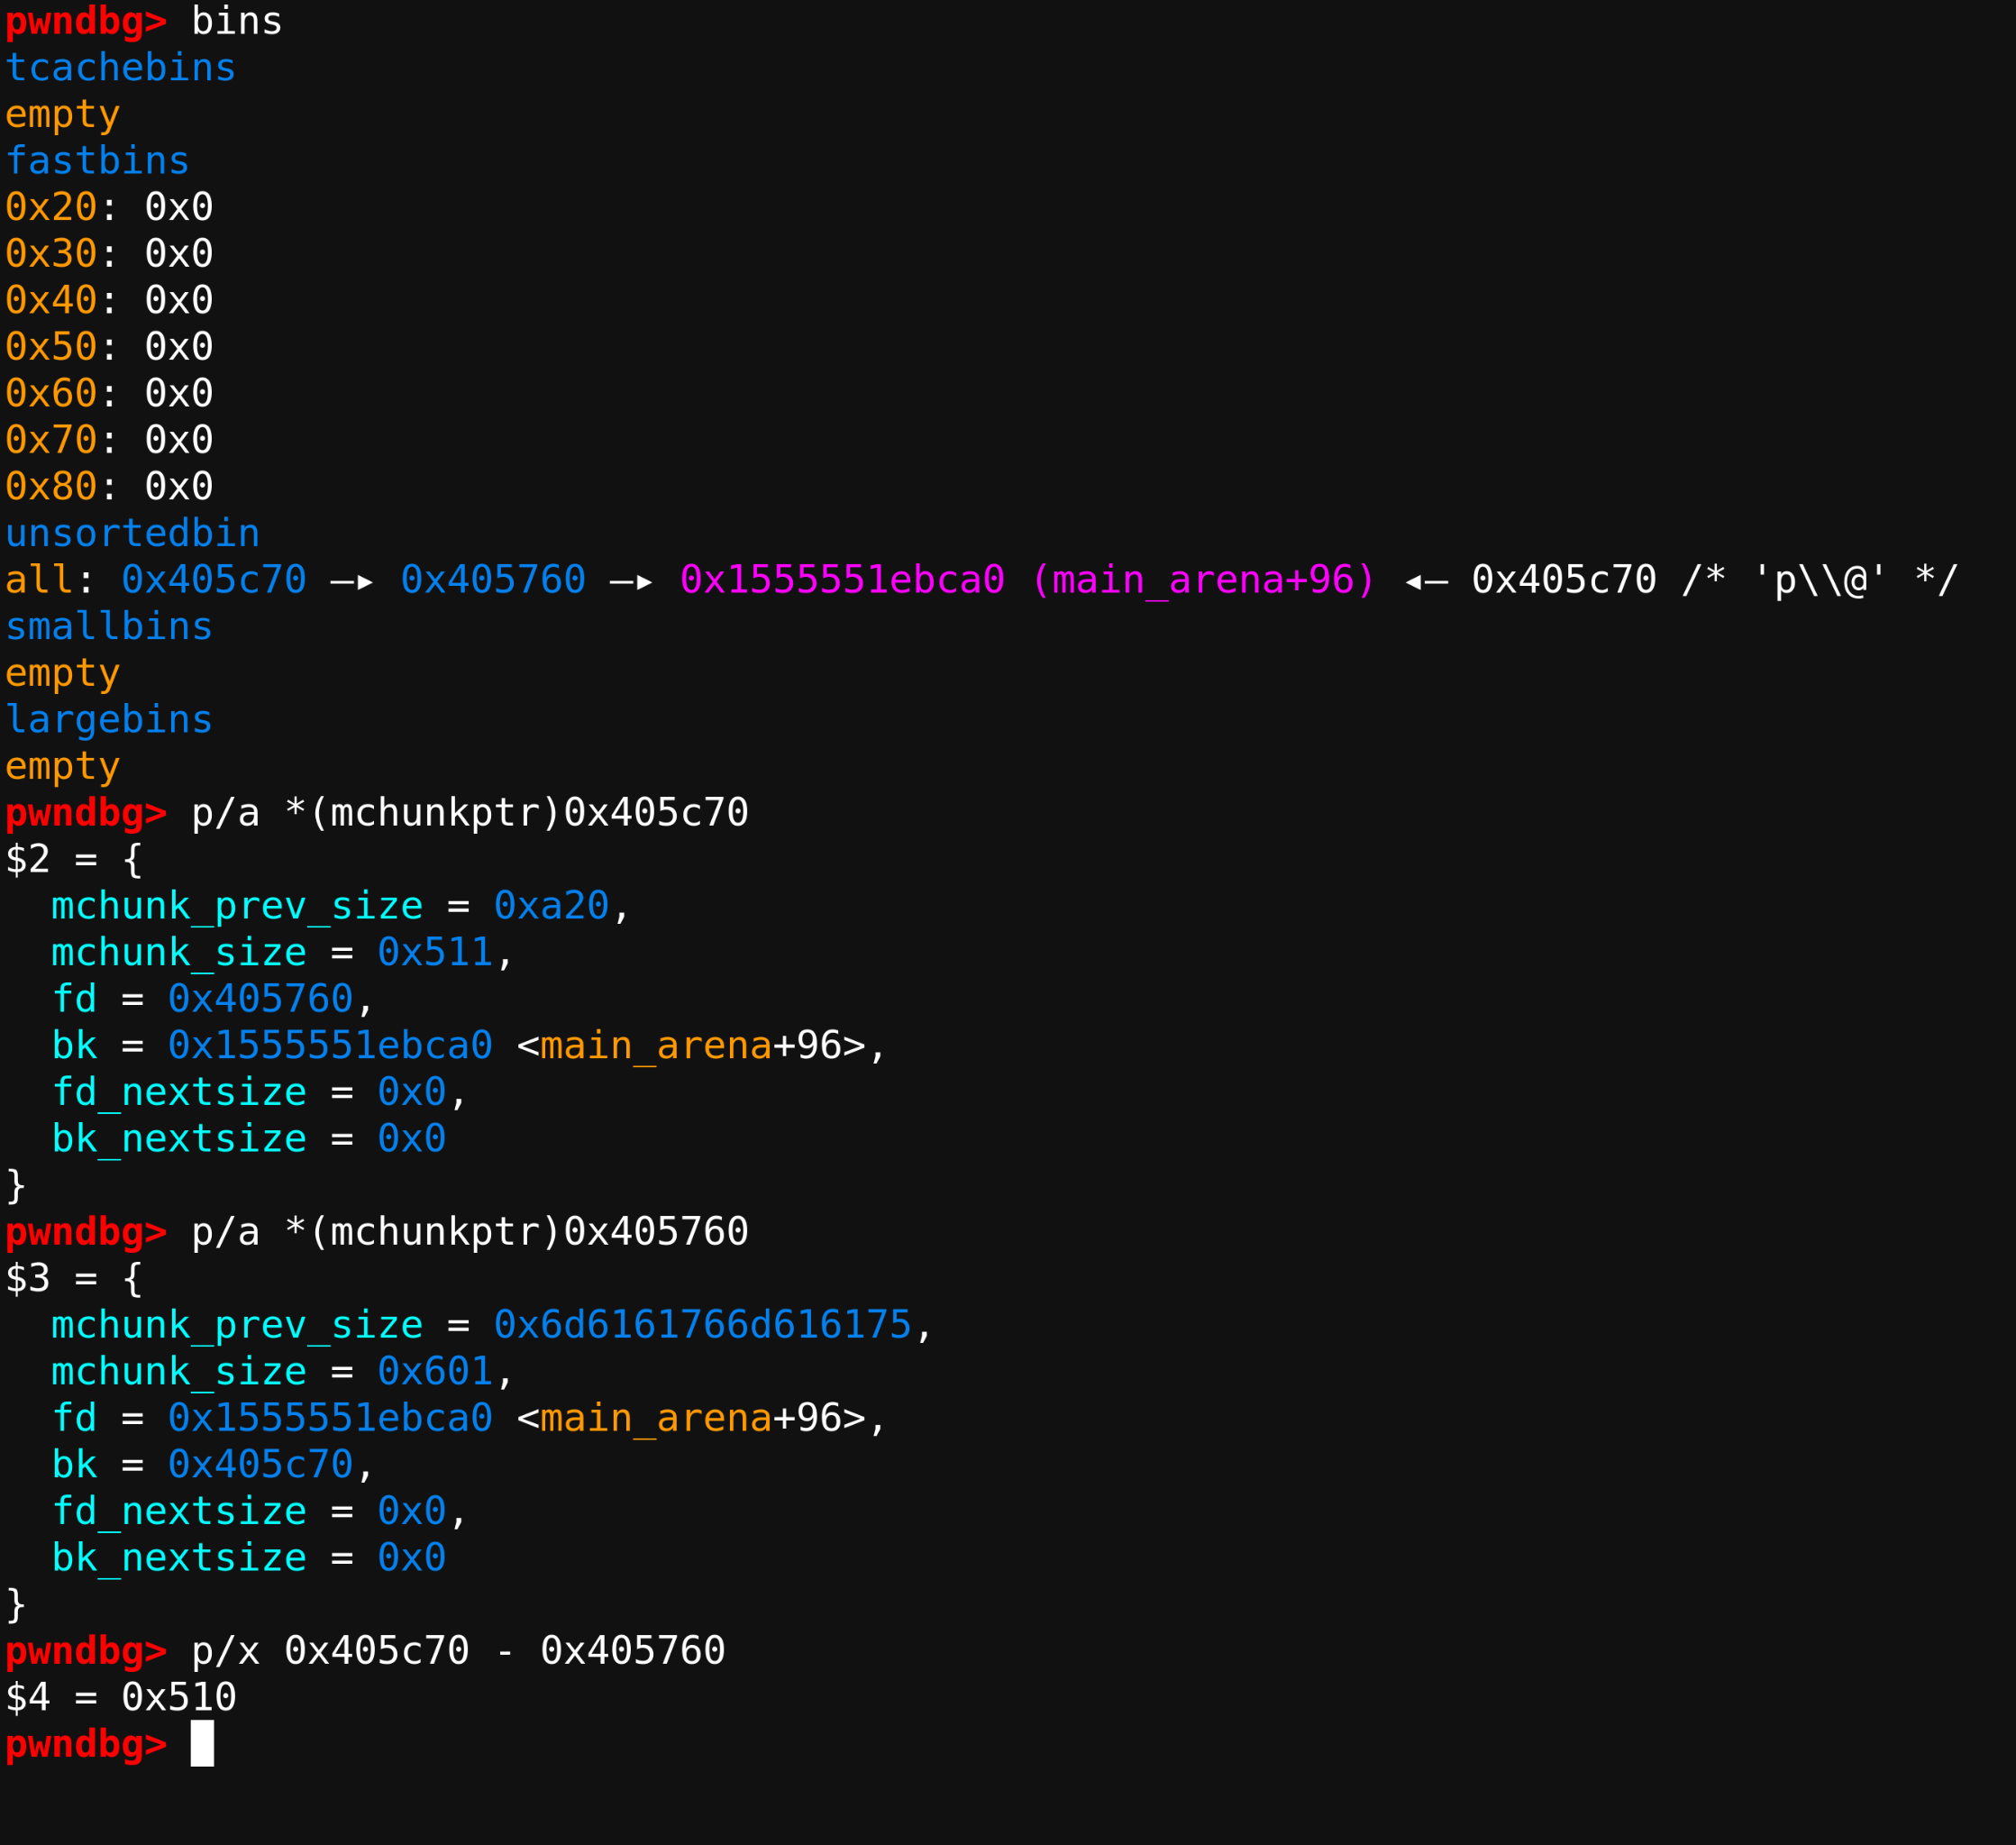 pwndbg> bins
tcachebins
empty
fastbins
0x20: 0x0
0x30: 0x0
0x40: 0x0
0x50: 0x0
0x60: 0x0
0x70: 0x0
0x80: 0x0
unsortedbin
all: 0x405c70 —▸ 0x405760 —▸ 0x1555551ebca0 (main_arena+96) ◂— 0x405c70 /* 'p\\@' */
smallbins
empty
largebins
empty
pwndbg> p/a *(mchunkptr)0x405c70
$2 = {
  mchunk_prev_size = 0xa20,
  mchunk_size = 0x511,
  fd = 0x405760,
  bk = 0x1555551ebca0 <main_arena+96>,
  fd_nextsize = 0x0,
  bk_nextsize = 0x0
}
pwndbg> p/a *(mchunkptr)0x405760
$3 = {
  mchunk_prev_size = 0x6d6161766d616175,
  mchunk_size = 0x601,
  fd = 0x1555551ebca0 <main_arena+96>,
  bk = 0x405c70,
  fd_nextsize = 0x0,
  bk_nextsize = 0x0
}
pwndbg> p/x 0x405c70 - 0x405760
$4 = 0x510
pwndbg>